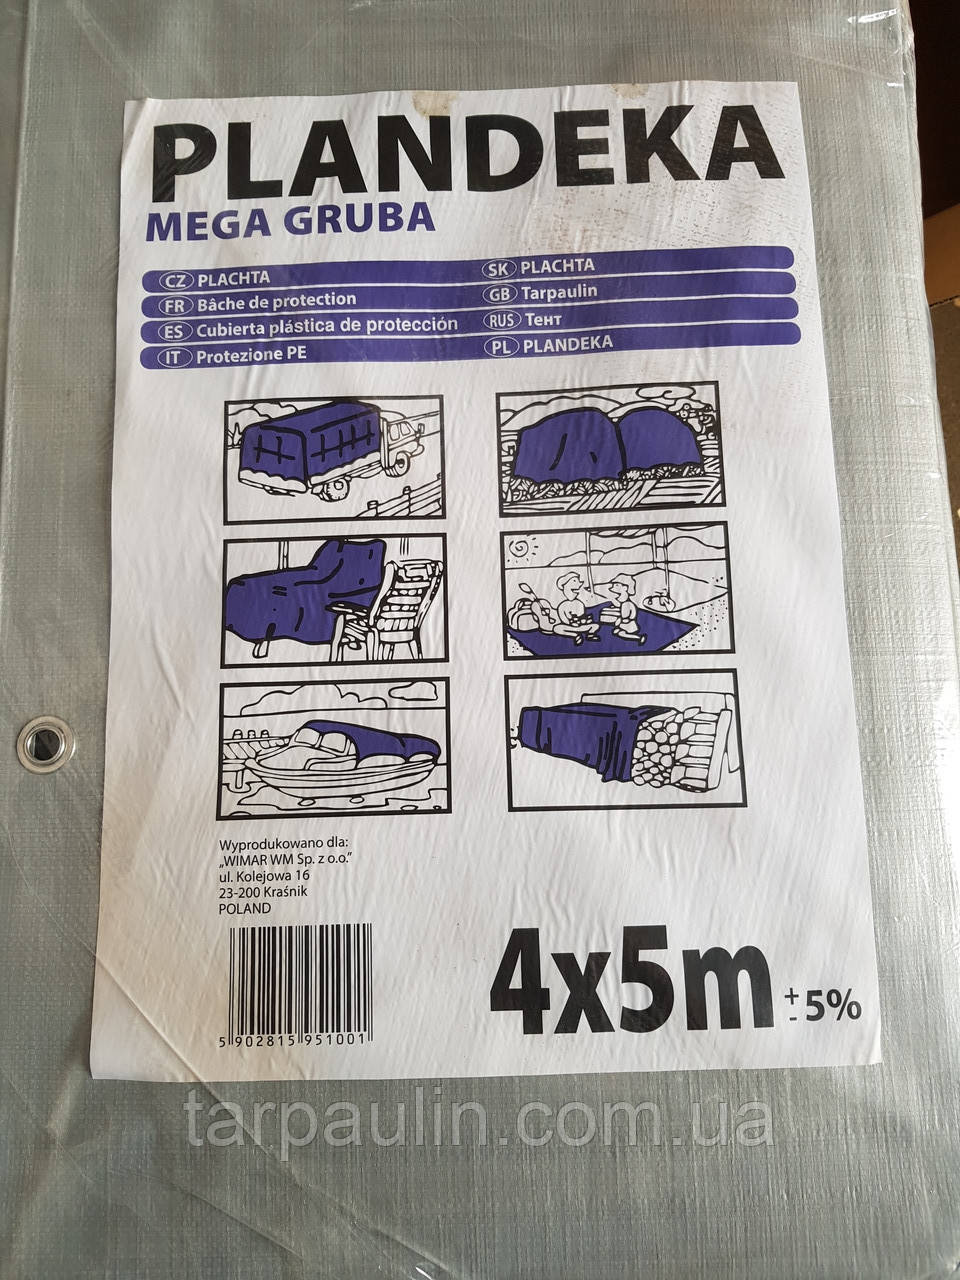 PLANDEKA
MEGA GRUBA
CZ PLACHTA
FR Bâche de protection
ES Cubierta plástica de protección
IT Protezione PE
SK PLACHTA
GB Tarpaulin
RUS Тент
PL PLANDEKA
Wyprodukowano dla:
„WIMAR WM Sp. z o.o.”
ul. Kolejowa 16
23-200 Kraśnik
POLAND
5 902815 951001
4x5m + - 5%
tarpaulin.com.ua